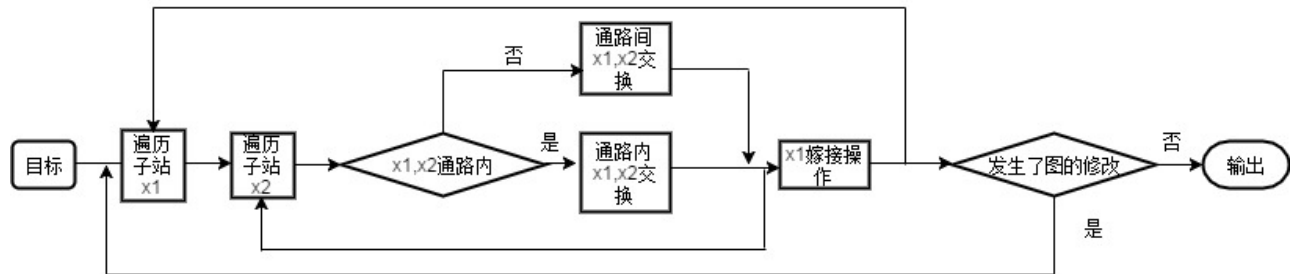 目标
遍历
子站
x1
遍历
子站
x2
x1,x2通路内
否
通路间
x1,x2交
换
是
通路内
x1,x2交
换
x1嫁接操
作
发生了图的修改
否
输出
是